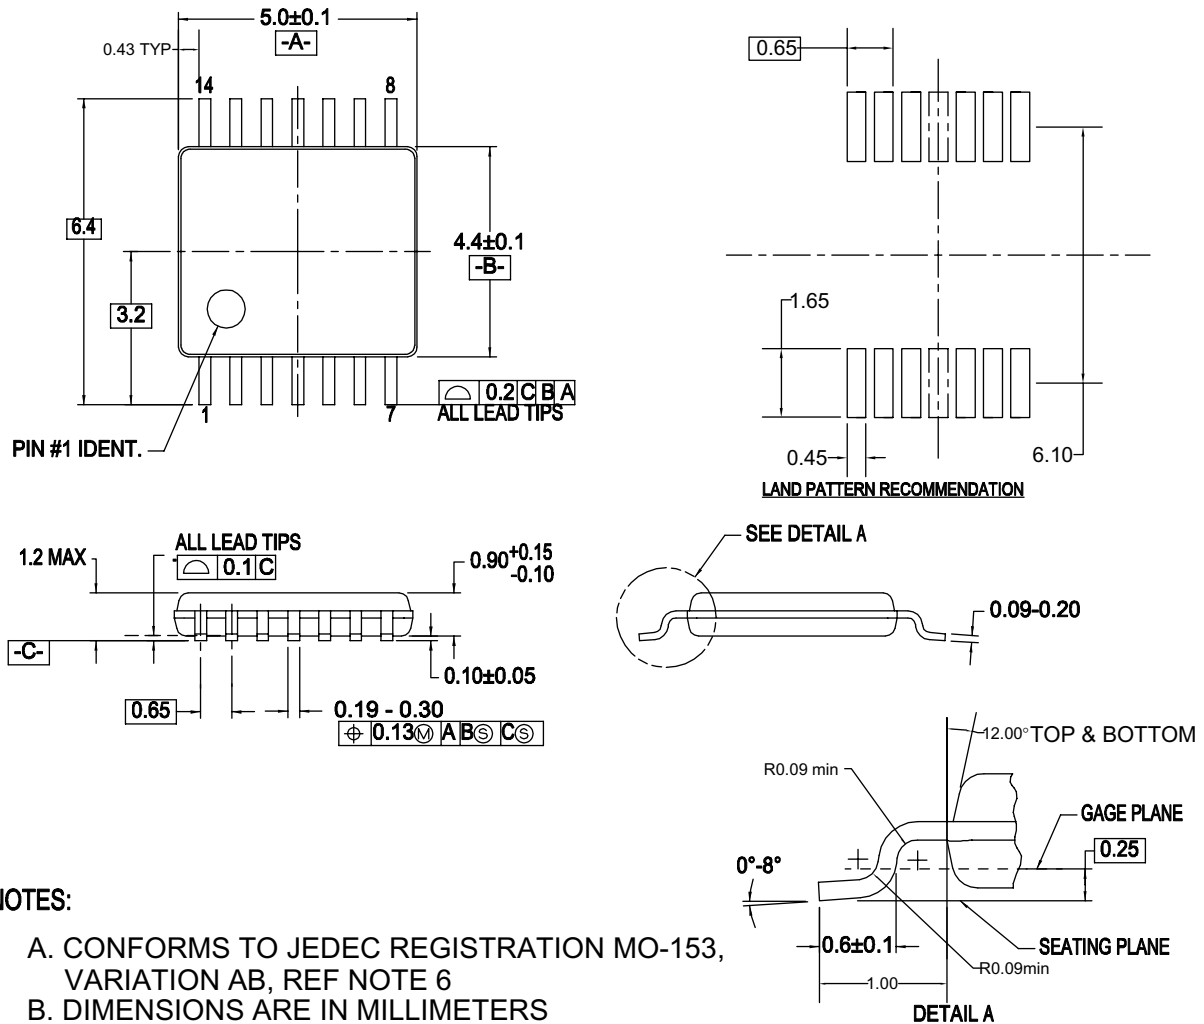 5.0±0.1
-A-
0.43 TYP
14
8
6.4
3.2
4.4±0.1
-B-
0.2 C B A
ALL LEAD TIPS
1
7
PIN #1 IDENT.
0.65
1.65
0.45
6.10
LAND PATTERN RECOMMENDATION
1.2 MAX
ALL LEAD TIPS
0.1 C
0.90 +0.15
-0.10
-C-
0.10±0.05
0.65
0.19 - 0.30
⌖ 0.13Ⓜ A BⓈ CⓈ
SEE DETAIL A
0.09-0.20
12.00° TOP & BOTTOM
R0.09 min
GAGE PLANE
0.25
0°-8°
0.6±0.1
SEATING PLANE
R0.09min
1.00
DETAIL A
NOTES:
A. CONFORMS TO JEDEC REGISTRATION MO-153,
VARIATION AB, REF NOTE 6
B. DIMENSIONS ARE IN MILLIMETERS